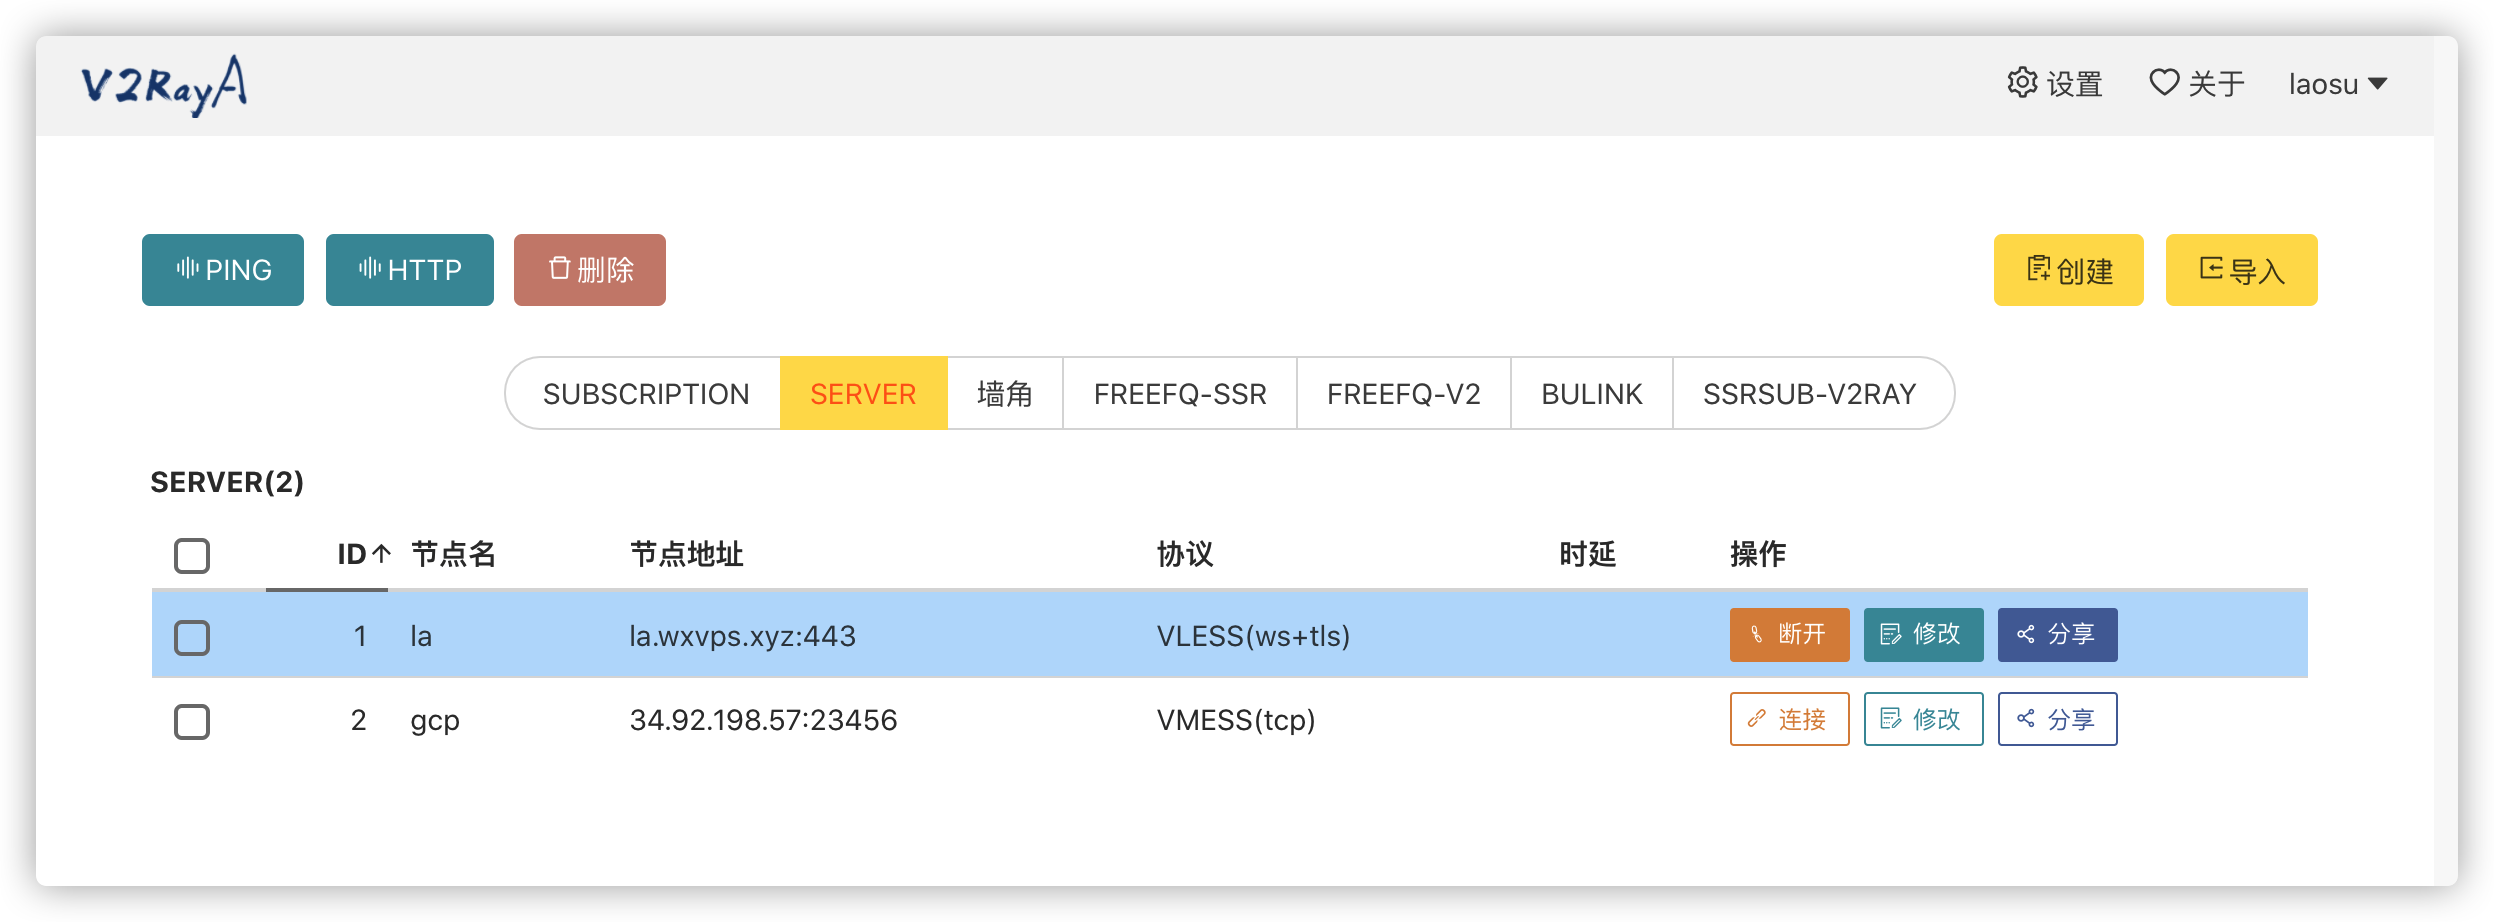 V2RayA 设置 关于 laosu
PING HTTP 删除 创建 导入
SUBSCRIPTION SERVER 墙角 FREEFQ-SSR FREEFQ-V2 BULINK SSRSUB-V2RAY
SERVER(2)
ID↑ 节点名 节点地址 协议 时延 操作
1 la la.wxvps.xyz:443 VLESS(ws+tls) 断开 修改 分享
2 gcp 34.92.198.57:23456 VMESS(tcp) 连接 修改 分享